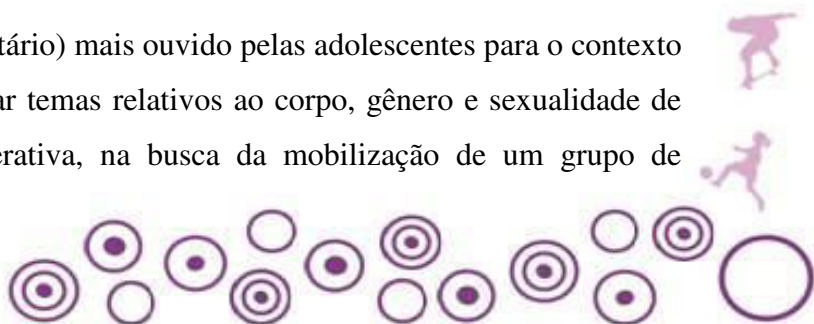 tário) mais ouvido pelas adolescentes para o contexto
ar temas relativos ao corpo, gênero e sexualidade de
erativa, na busca da mobilização de um grupo de